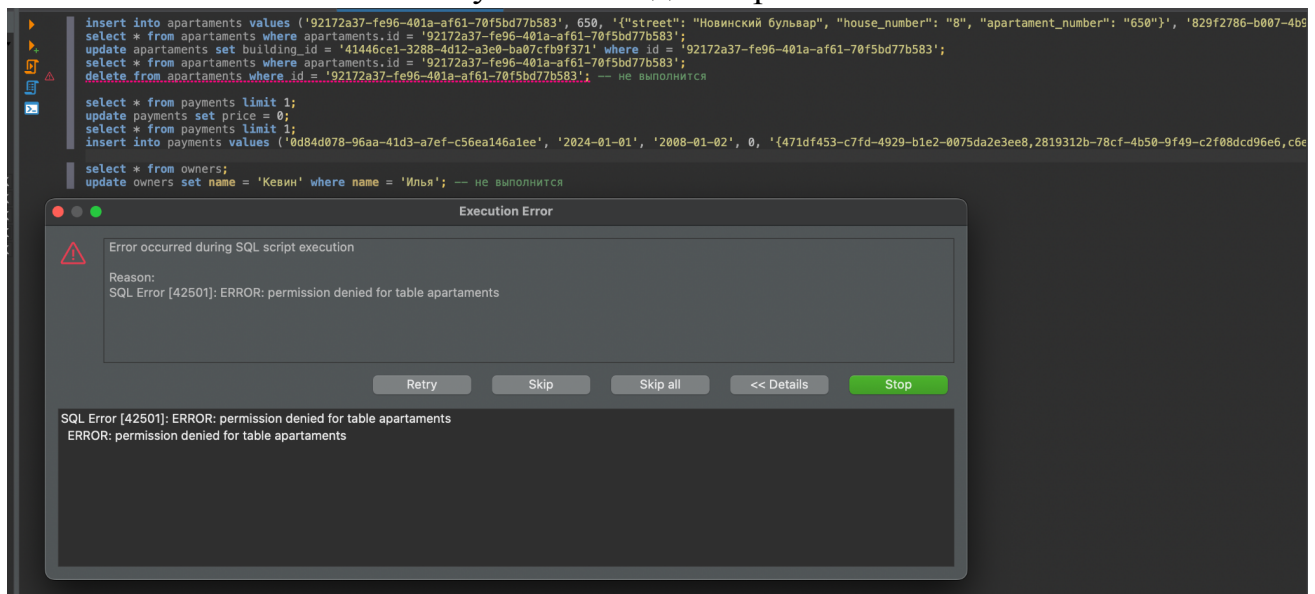 insert into apartaments values ('92172a37-fe96-401a-af61-70f5bd77b583', 650, '{"street": "Новинский бульвар", "house_number": "8", "apartament_number": "650"}', '829f2786-b007-4b9
select * from apartaments where apartaments.id = '92172a37-fe96-401a-af61-70f5bd77b583';
update apartaments set building_id = '41446ce1-3288-4d12-a3e0-ba07cfb9f371' where id = '92172a37-fe96-401a-af61-70f5bd77b583';
select * from apartaments where apartaments.id = '92172a37-fe96-401a-af61-70f5bd77b583';
delete from apartaments where id = '92172a37-fe96-401a-af61-70f5bd77b583'; -- не выполнится
select * from payments limit 1;
update payments set price = 0;
select * from payments limit 1;
insert into payments values ('0d84d078-96aa-41d3-a7ef-c56ea146a1ee', '2024-01-01', '2008-01-02', 0, '{471df453-c7fd-4929-b1e2-0075da2e3ee8,2819312b-78cf-4b50-9f49-c2f08dcd96e6,c6e
select * from owners;
update owners set name = 'Кевин' where name = 'Илья'; -- не выполнится
Execution Error
Error occurred during SQL script execution
Reason:
SQL Error [42501]: ERROR: permission denied for table apartaments
Retry Skip Skip all << Details Stop
SQL Error [42501]: ERROR: permission denied for table apartaments
ERROR: permission denied for table apartaments